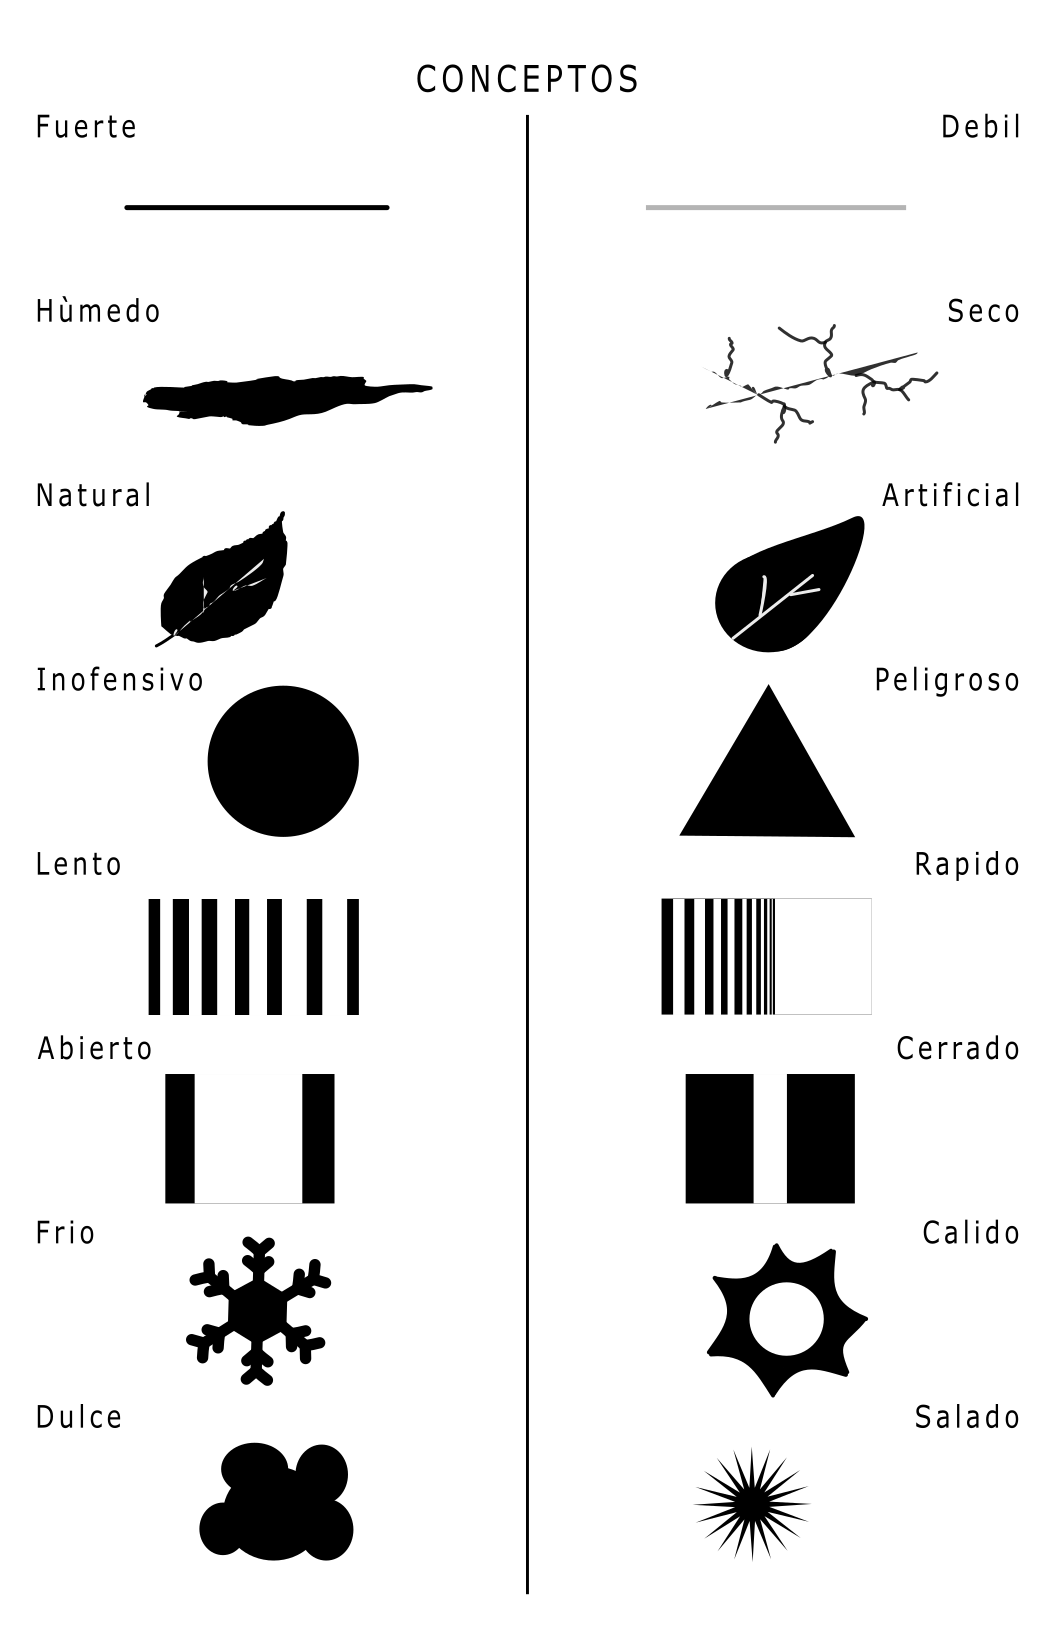 CONCEPTOS
Fuerte
Debil
Hùmedo
Seco
Natural
Artificial
Inofensivo
Peligroso
Lento
Rapido
Abierto
Cerrado
Frio
Calido
Dulce
Salado